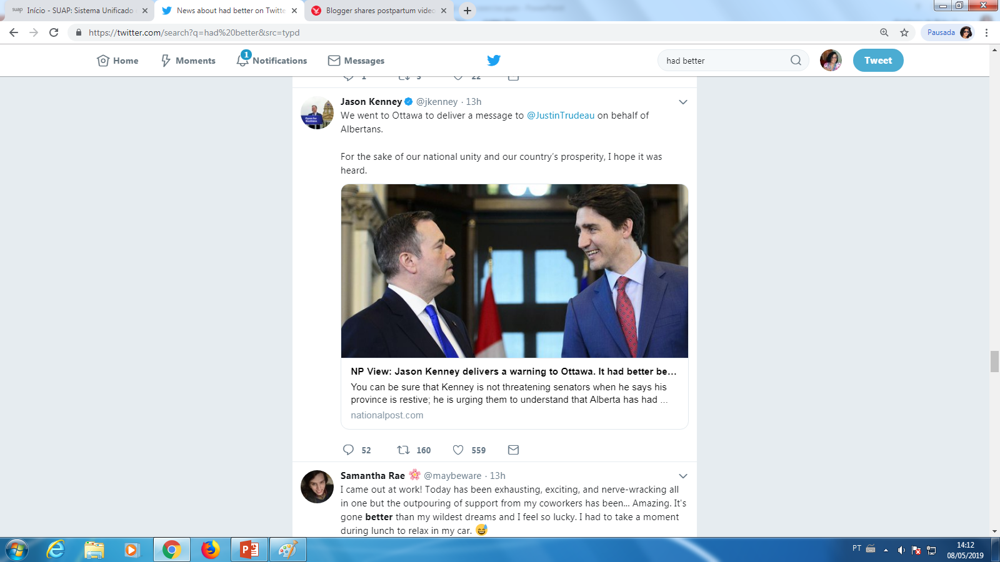 suap Início - SUAP: Sistema Unificado
News about had better on Twitte
Blogger shares postpartum video
https://twitter.com/search?q=had%20better&src=typd
Pausada
Home
Moments
1
Notifications
Messages
had better
Tweet
1 3 22
Jason Kenney @jkenney · 13h
We went to Ottawa to deliver a message to @JustinTrudeau on behalf of
Albertans.
For the sake of our national unity and our country's prosperity, I hope it was
heard.
NP View: Jason Kenney delivers a warning to Ottawa. It had better be...
You can be sure that Kenney is not threatening senators when he says his
province is restive; he is urging them to understand that Alberta has had ...
nationalpost.com
52 160 559
Samantha Rae 🌸 @maybeware · 13h
I came out at work! Today has been exhausting, exciting, and nerve-wracking all
in one but the outpouring of support from my coworkers has been... Amazing. It's
gone better than my wildest dreams and I feel so lucky. I had to take a moment
during lunch to relax in my car. 😅
PT
14:12
08/05/2019